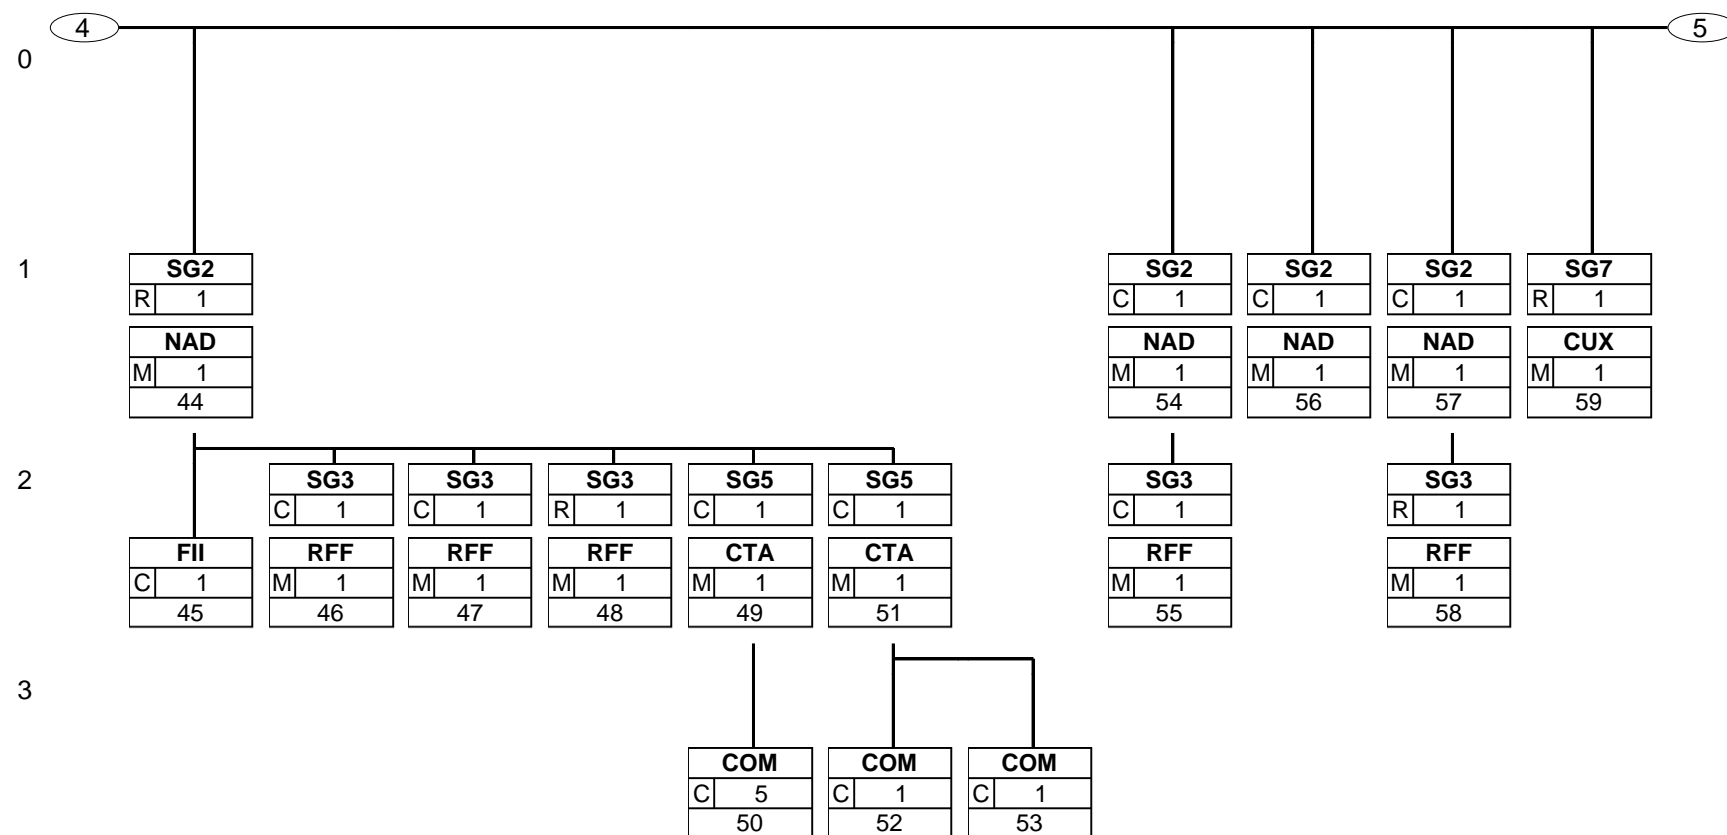 4 5
0
1
SG2 SG2 SG2 SG2 SG7
R 1 C 1 C 1 C 1 R 1
NAD NAD NAD NAD CUX
M 1 M 1 M 1 M 1 M 1
44 54 56 57 59
2
SG3 SG3 SG3 SG5 SG5 SG3 SG3
C 1 C 1 R 1 C 1 C 1 C 1 R 1
FII RFF RFF RFF CTA CTA RFF RFF
C 1 M 1 M 1 M 1 M 1 M 1 M 1 M 1
45 46 47 48 49 51 55 58
3
COM COM COM
C 5 C 1 C 1
50 52 53